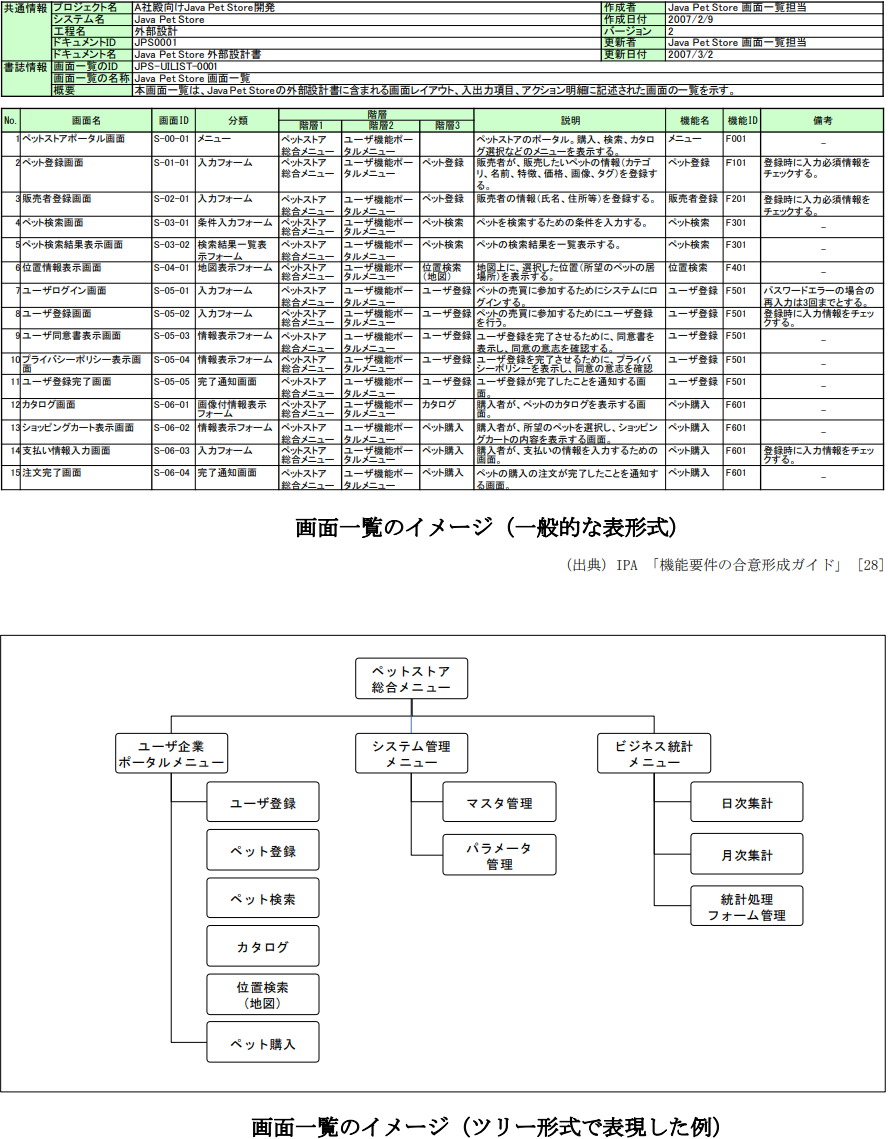 共通情報 プロジェクト名 A社殿向けJava Pet Store開発 作成者 Java Pet Store 画面一覧担当
システム名 Java Pet Store 作成日付 2007/2/9
工程名 外部設計 バージョン 2
ドキュメントID JPS0001 更新者 Java Pet Store 画面一覧担当
ドキュメント名 Java Pet Store 外部設計書 更新日付 2007/3/2
書誌情報 画面一覧のID JPS-UILIST-0001
画面一覧の名称 Java Pet Store 画面一覧
概要 本画面一覧は、Java Pet Storeの外部設計書に含まれる画面レイアウト、入出力項目、アクション明細に記述された画面の一覧を示す。
No. 画面名 画面ID 分類 階層 説明 機能名 機能ID 備考
階層1 階層2 階層3
1 ペットストアポータル画面 S-00-01 メニュー ペットストア ユーザ機能ポー ペットストアのポータル。購入、検索、カタロ メニュー F001 –
総合メニュー タルメニュー グ選択などのメニューを表示する。
2 ペット登録画面 S-01-01 入力フォーム ペットストア ユーザ機能ポー ペット登録 販売者が、販売したいペットの情報(カテゴ ペット登録 F101 登録時に入力必須情報を
総合メニュー タルメニュー リ、名前、特徴、価格、画像、タグ)を登録す チェックする。
る。
3 販売者登録画面 S-02-01 入力フォーム ペットストア ユーザ機能ポー ペット登録 販売者の情報(氏名、住所等)を登録する。 販売者登録 F201 登録時に入力必須情報を
総合メニュー タルメニュー チェックする。
4 ペット検索画面 S-03-01 条件入力フォーム ペットストア ユーザ機能ポー ペット検索 ペットを検索するための条件を入力する。 ペット検索 F301 –
総合メニュー タルメニュー
5 ペット検索結果表示画面 S-03-02 検索結果一覧表 ペットストア ユーザ機能ポー ペット検索 ペットの検索結果を一覧表示する。 ペット検索 F301 –
示フォーム 総合メニュー タルメニュー
6 位置情報表示画面 S-04-01 地図表示フォーム ペットストア ユーザ機能ポー 位置検索 地図上に、選択した位置(所望のペットの居 位置検索 F401 –
総合メニュー タルメニュー (地図) 場所)を表示する。
7 ユーザログイン画面 S-05-01 入力フォーム ペットストア ユーザ機能ポー ユーザ登録 ペットの売買に参加するためにシステムにロ ユーザ登録 F501 パスワードエラーの場合の
総合メニュー タルメニュー グインする。 再入力は3回までとする。
8 ユーザ登録画面 S-05-02 入力フォーム ペットストア ユーザ機能ポー ユーザ登録 ペットの売買に参加するためにユーザ登録 ユーザ登録 F501 登録時に入力情報をチェッ
総合メニュー タルメニュー を行う。 クする。
9 ユーザ同意書表示画面 S-05-03 情報表示フォーム ペットストア ユーザ機能ポー ユーザ登録 ユーザ登録を完了させるために、同意書を ユーザ登録 F501 –
総合メニュー タルメニュー 表示し、同意の意志を確認する。
10 プライバシーポリシー表示画 S-05-04 情報表示フォーム ペットストア ユーザ機能ポー ユーザ登録 ユーザ登録を完了させるために、プライバ ユーザ登録 F501 –
面 総合メニュー タルメニュー シーポリシーを表示し、同意の意志を確認
11 ユーザ登録完了画面 S-05-05 完了通知画面 ペットストア ユーザ機能ポー ユーザ登録 ユーザ登録が完了したことを通知する画 ユーザ登録 F501 –
総合メニュー タルメニュー 面。
12 カタログ画面 S-06-01 画像付情報表示 ペットストア ユーザ機能ポー カタログ 購入者が、ペットのカタログを表示する画 ペット購入 F601 –
フォーム 総合メニュー タルメニュー 面。
13 ショッピングカート表示画面 S-06-02 情報表示フォーム ペットストア ユーザ機能ポー ペット購入 購入者が、所望のペットを選択し、ショッピン ペット購入 F601 –
総合メニュー タルメニュー グカートの内容を表示する画面。
14 支払い情報入力画面 S-06-03 入力フォーム ペットストア ユーザ機能ポー ペット購入 購入者が、支払いの情報を入力するための ペット購入 F601 登録時に入力情報をチェッ
総合メニュー タルメニュー 画面。 クする。
15 注文完了画面 S-06-04 完了通知画面 ペットストア ユーザ機能ポー ペット購入 ペットの購入の注文が完了したことを通知す ペット購入 F601 –
総合メニュー タルメニュー る画面。
画面一覧のイメージ(一般的な表形式)
(出典) IPA 「機能要件の合意形成ガイド」 [28]
ペットストア
総合メニュー
ユーザ企業
ポータルメニュー
システム管理
メニュー
ビジネス統計
メニュー
ユーザ登録
ペット登録
ペット検索
カタログ
位置検索
(地図)
ペット購入
マスタ管理
パラメータ
管理
日次集計
月次集計
統計処理
フォーム管理
画面一覧のイメージ(ツリー形式で表現した例)